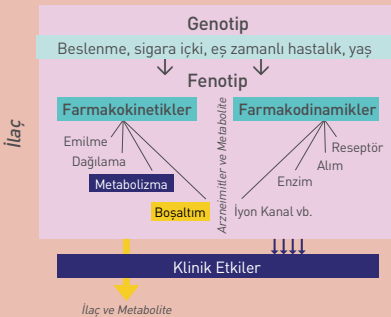 Genotip
Beslenme, sigara içki, eş zamanlı hastalık, yaş
Fenotip
Farmakokinetikler
Farmakodinamikler
İlaç
Emilme
Dağılama
Metabolizma
Boşaltım
Arzneimitler ve Metabolite
Reseptör
Alım
Enzim
İyon Kanal vb.
Klinik Etkiler
İlaç ve Metabolite